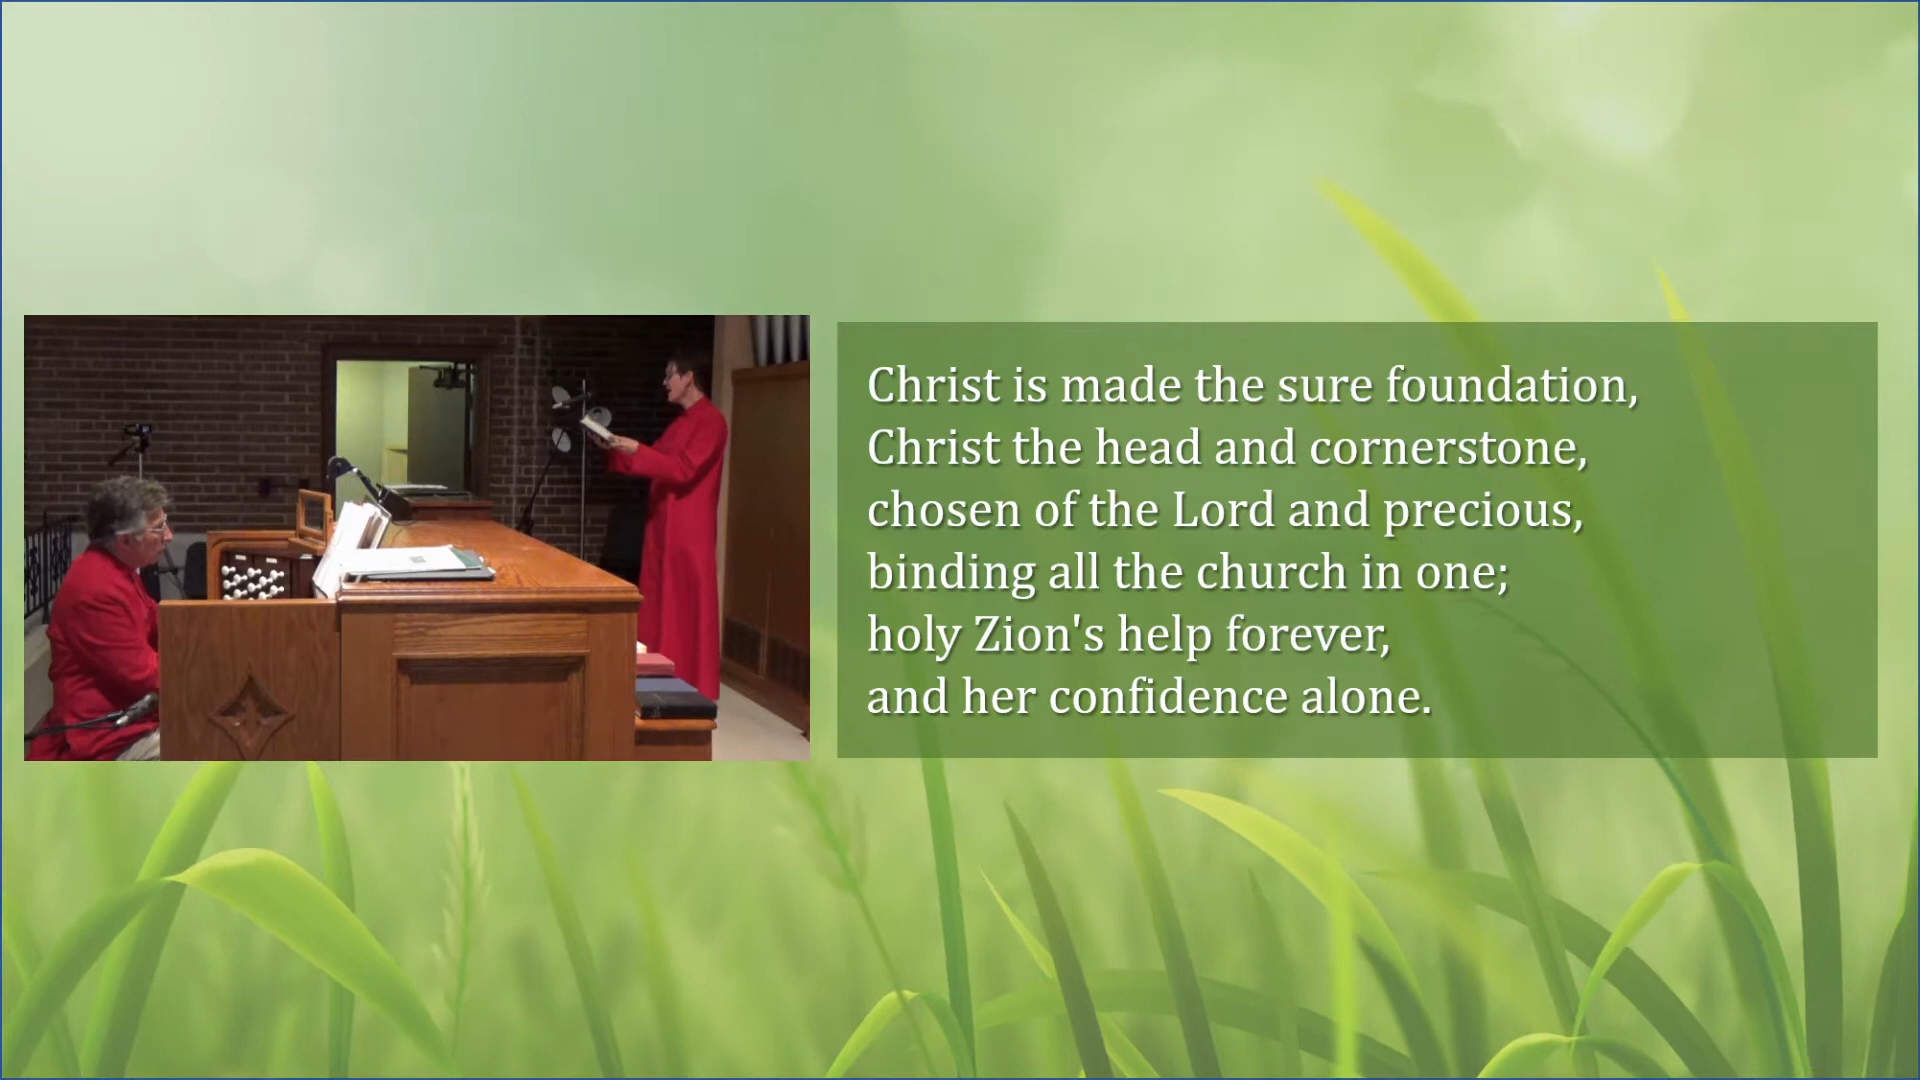 Christ is made the sure foundation,
Christ the head and cornerstone,
chosen of the Lord and precious,
binding all the church in one;
holy Zion's help forever,
and her confidence alone.